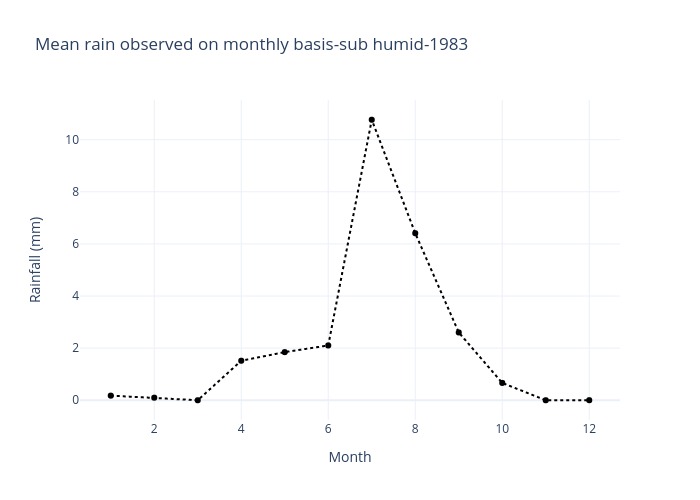 Mean rain observed on monthly basis-sub humid-1983
Rainfall (mm)
10
8
6
4
2
0
2 4 6 8 10 12
Month